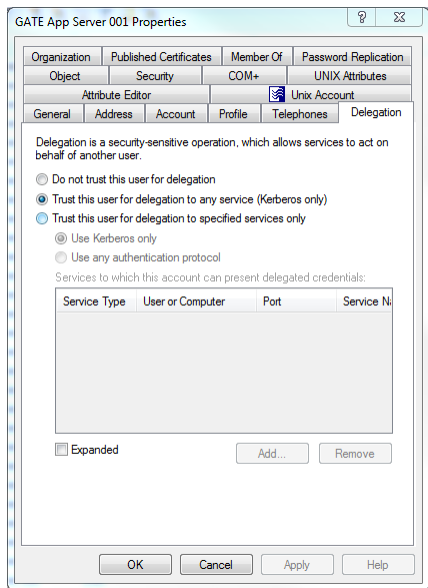 GATE App Server 001 Properties
?
Organization Published Certificates Member Of Password Replication
Object Security COM+ UNIX Attributes
Attribute Editor Unix Account
General Address Account Profile Telephones Delegation
Delegation is a security-sensitive operation, which allows services to act on
behalf of another user.
Do not trust this user for delegation
Trust this user for delegation to any service (Kerberos only)
Trust this user for delegation to specified services only
Use Kerberos only
Use any authentication protocol
Services to which this account can present delegated credentials:
Service Type User or Computer Port Service Na
Expanded Add... Remove
OK Cancel Apply Help